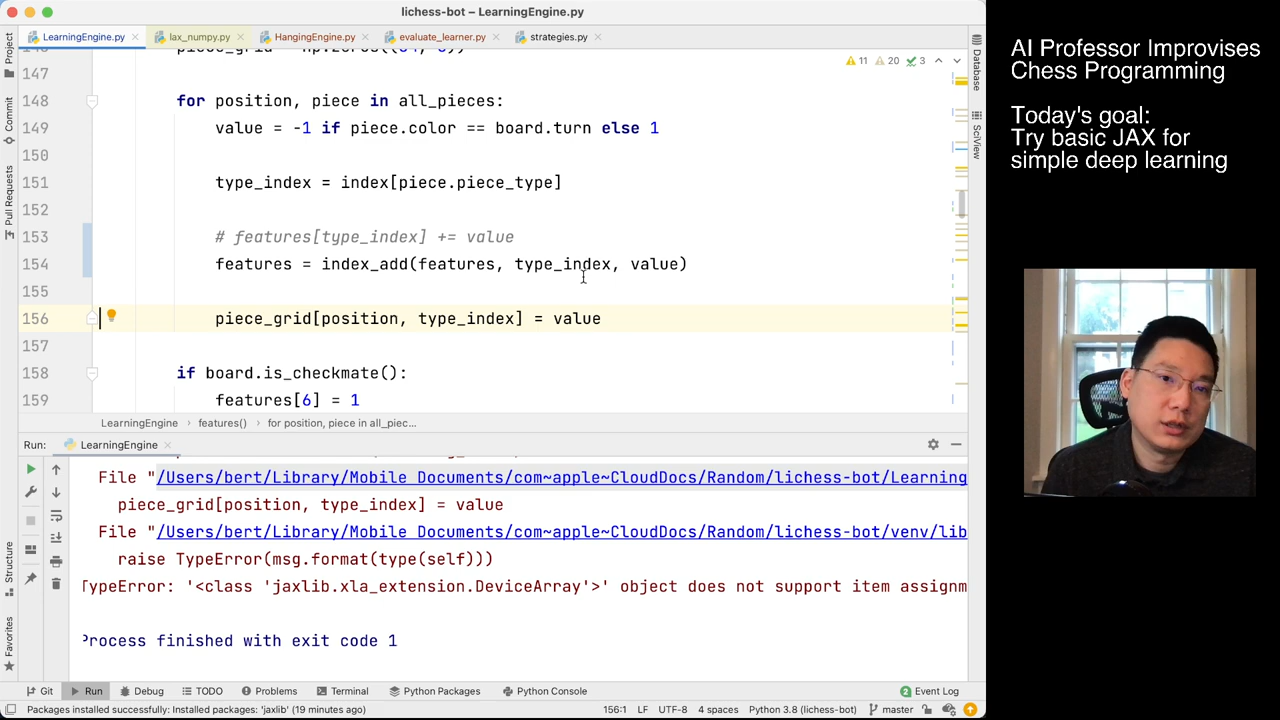 lichess-bot – LearningEngine.py
LearningEngine.py
lax_numpy.py
HangingEngine.py
evaluate_learner.py
strategies.py
Project
Commit
Pull Requests
Structure
Favorites
Database
SciView
11 20 3
147
148 for position, piece in all_pieces:
149 value = -1 if piece.color == board.turn else 1
150
151 type_index = index[piece.piece_type]
152
153 # features[type_index] += value
154 features = index_add(features, type_index, value)
155
156 piece_grid[position, type_index] = value
157
158 if board.is_checkmate():
159 features[6] = 1
LearningEngine › features() › for position, piece in all_piec...
Run: LearningEngine
File "/Users/bert/Library/Mobile Documents/com~apple~CloudDocs/Random/lichess-bot/Learning
piece_grid[position, type_index] = value
File "/Users/bert/Library/Mobile Documents/com~apple~CloudDocs/Random/lichess-bot/venv/lib
raise TypeError(msg.format(type(self)))
TypeError: '<class 'jaxlib.xla_extension.DeviceArray'>' object does not support item assignm
Process finished with exit code 1
Git Run Debug TODO Problems Terminal Python Packages Python Console 2 Event Log
Packages installed successfully: Installed packages: 'jaxlib' (19 minutes ago) 156:1 LF UTF-8 4 spaces Python 3.8 (lichess-bot) master
AI Professor Improvises
Chess Programming
Today's goal:
Try basic JAX for
simple deep learning